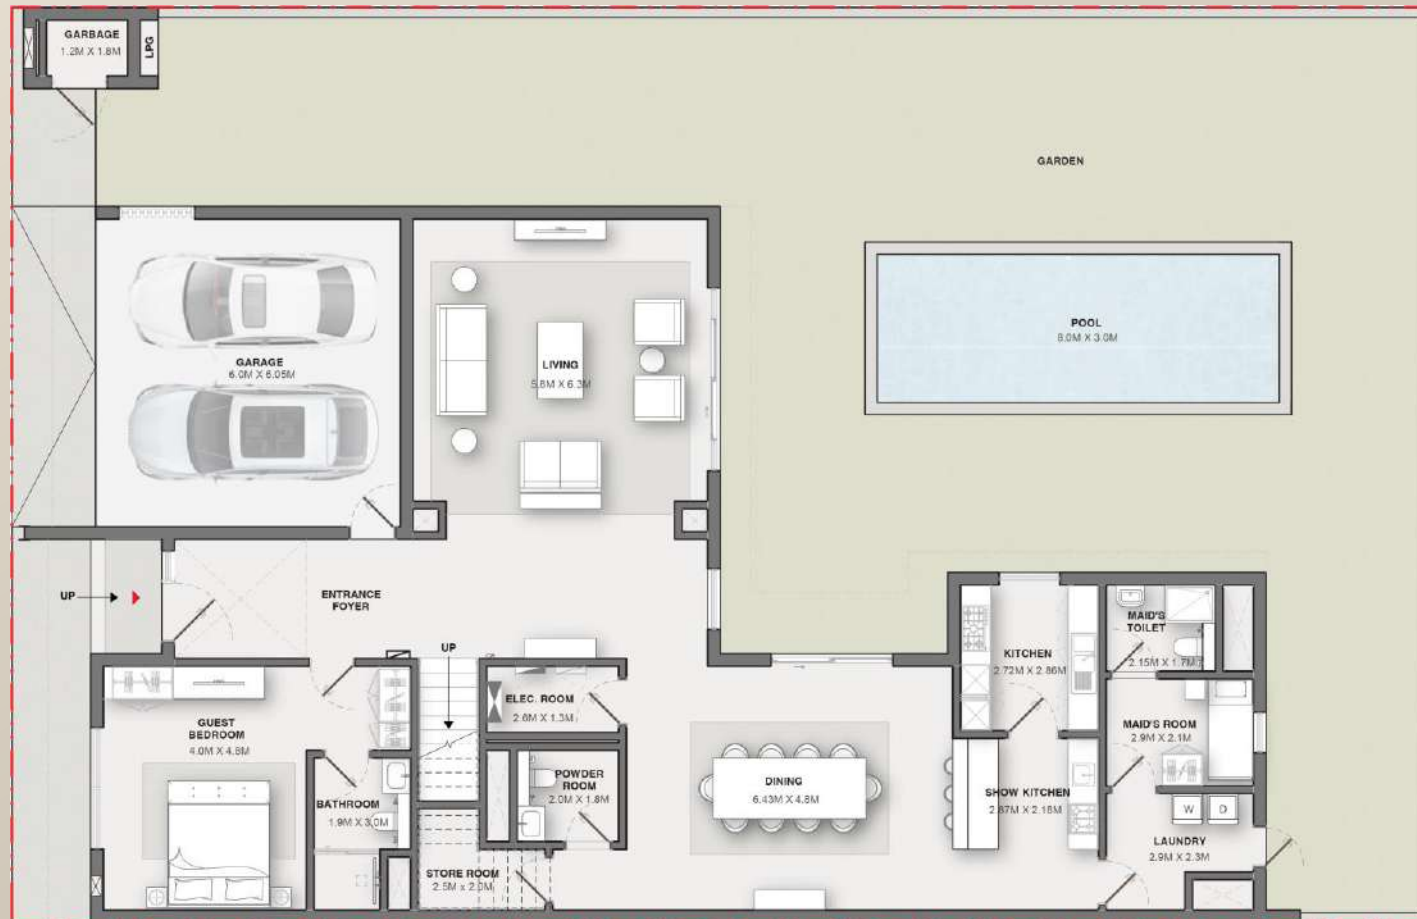 GARBAGE
1.2M X 1.8M
LPG
GARDEN
POOL
8.0M X 3.0M
GARAGE
6.0M X 6.05M
LIVING
5.8M X 6.3M
UP
ENTRANCE
FOYER
UP
KITCHEN
2.72M X 2.86M
MAID'S
TOILET
2.15M X 1.7M
ELEC. ROOM
2.6M X 1.3M
GUEST
BEDROOM
4.0M X 4.8M
MAID'S ROOM
2.9M X 2.1M
POWDER
ROOM
2.0M X 1.8M
DINING
6.43M X 4.8M
SHOW KITCHEN
2.87M X 2.18M
BATHROOM
1.9M X 3.0M
W
D
LAUNDRY
2.9M X 2.3M
STORE ROOM
2.5M x 2.0M